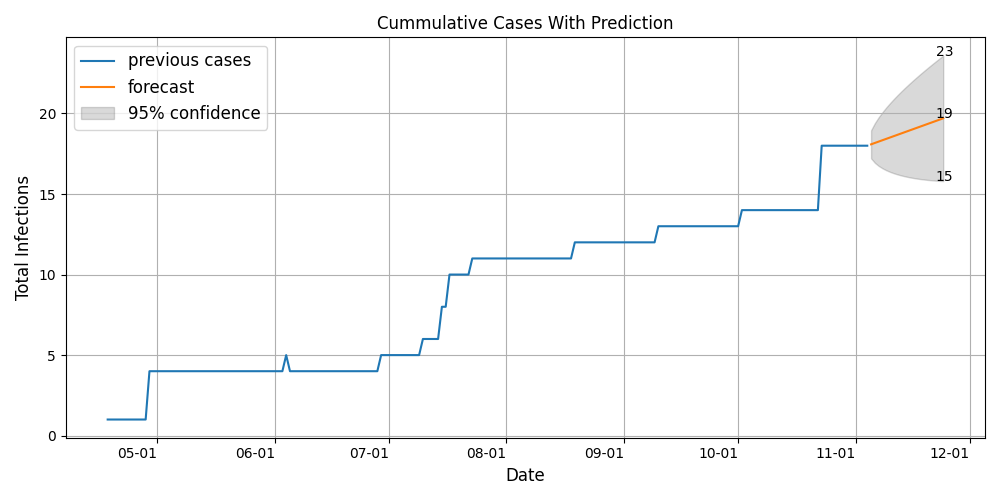 Cummulative Cases With Prediction
previous cases
forecast
95% confidence
23
19
15
20
15
10
5
0
Total Infections
05-01
06-01
07-01
08-01
09-01
10-01
11-01
12-01
Date